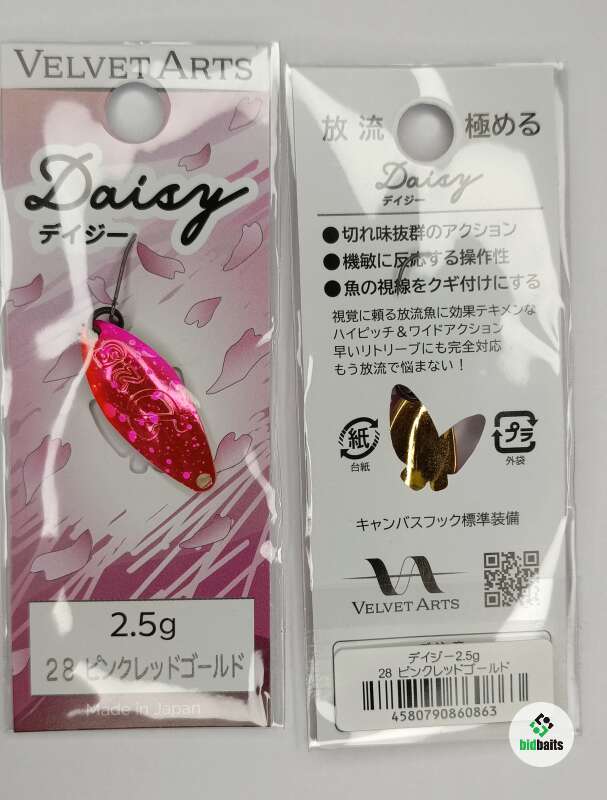 VELVET ARTS
Daisy
デイジー
2.5g
28 ピンクレッドゴールド
Made in Japan
放流 極める
Daisy
デイジー
●切れ味抜群のアクション
●機敏に反応する操作性
●魚の視線をクギ付けにする
視覚に頼る放流魚に効果テキメンな
ハイピッチ＆ワイドアクション
早いリトリーブにも完全対応
もう放流で悩まない！
紙
台紙
プラ
外袋
キャンバスフック標準装備
VELVET ARTS
デイジー2.5g
28 ピンクレッドゴールド
4580790860863
bidbaits